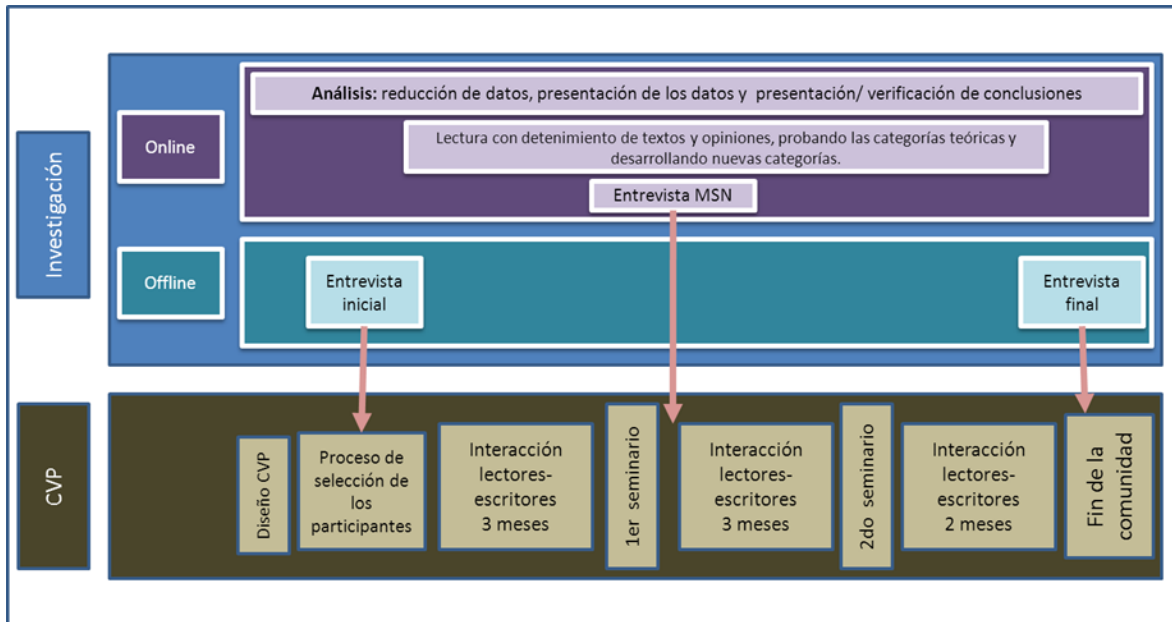 Investigación
Online
Análisis: reducción de datos, presentación de los datos y presentación/ verificación de conclusiones
Lectura con detenimiento de textos y opiniones, probando las categorías teóricas y
desarrollando nuevas categorías.
Entrevista MSN
Offline
Entrevista
inicial
Entrevista
final
CVP
Diseño CVP
Proceso de
selección de
los
participantes
Interacción
lectores-
escritores
3 meses
1er seminario
Interacción
lectores-
escritores
3 meses
2do seminario
Interacción
lectores-
escritores
2 meses
Fin de la
comunidad